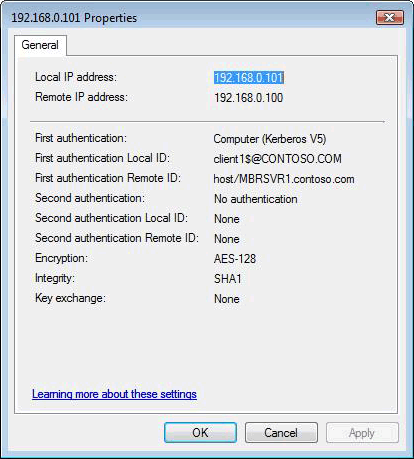 192.168.0.101 Properties
General
Local IP address: 192.168.0.101
Remote IP address: 192.168.0.100
First authentication: Computer (Kerberos V5)
First authentication Local ID: client1$@CONTOSO.COM
First authentication Remote ID: host/MBRSVR1.contoso.com
Second authentication: No authentication
Second authentication Local ID: None
Second authentication Remote ID: None
Encryption: AES-128
Integrity: SHA1
Key exchange: None
Learning more about these settings
OK Cancel Apply